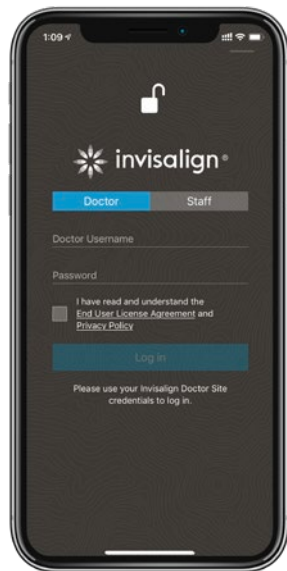 1:09
invisalign®
Doctor
Staff
Doctor Username
Password
I have read and understand the
End User License Agreement and
Privacy Policy
Log in
Please use your Invisalign Doctor Site
credentials to log in.